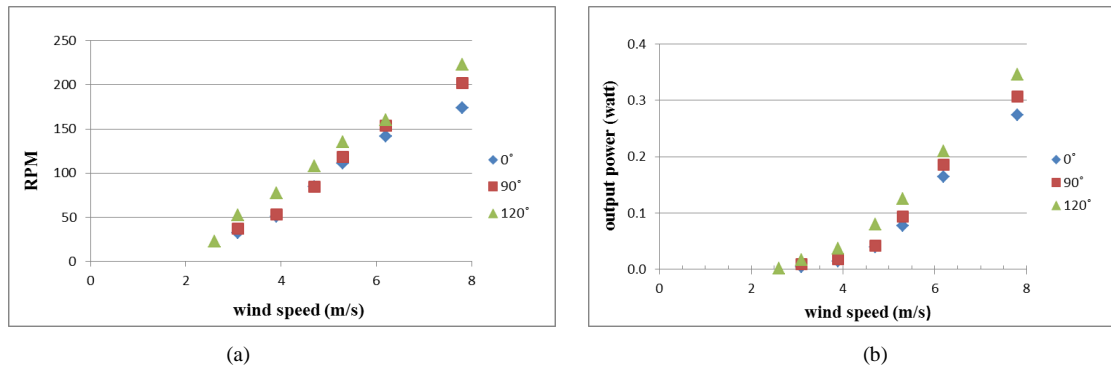 250
200
150
100
50
0
RPM
0 2 4 6 8
wind speed (m/s)
0˚
90˚
120˚
(a)
0.4
0.3
0.2
0.1
0.0
output power (watt)
0 2 4 6 8
wind speed (m/s)
0˚
90˚
120˚
(b)